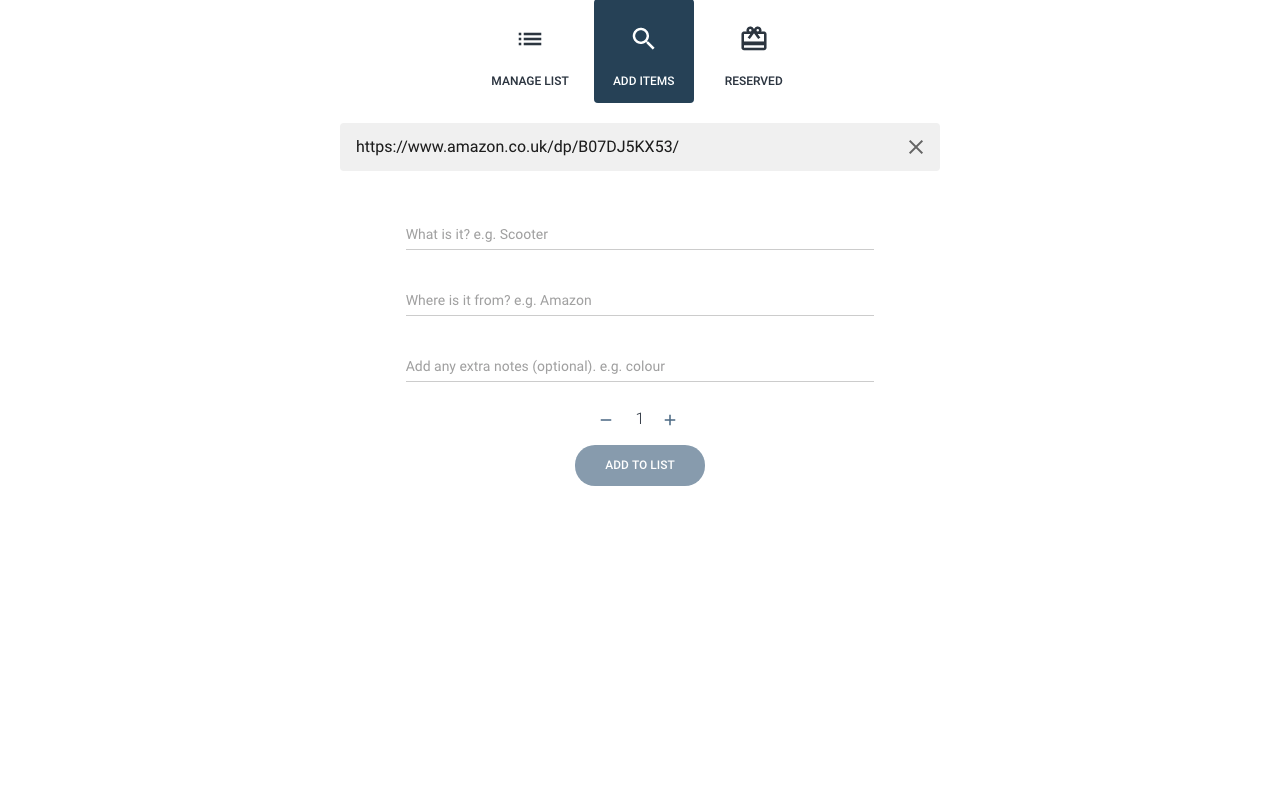 MANAGE LIST
ADD ITEMS
RESERVED
https://www.amazon.co.uk/dp/B07DJ5KX53/
What is it? e.g. Scooter
Where is it from? e.g. Amazon
Add any extra notes (optional). e.g. colour
1
ADD TO LIST